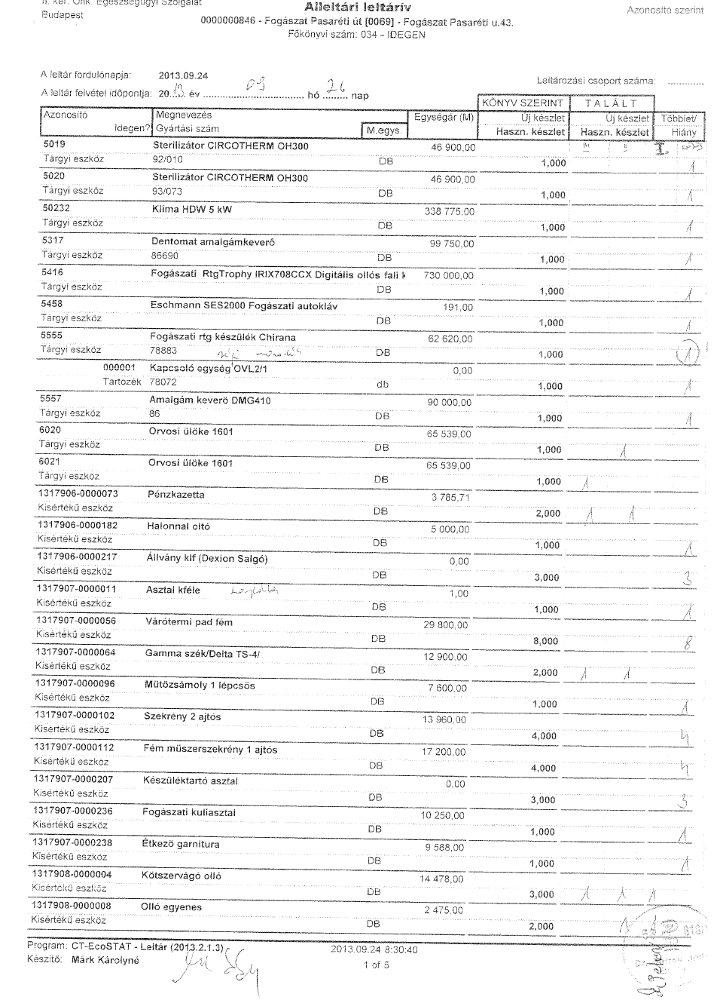 II. Ker. Önk. Egészségügyi Szolgálat
Budapest
Alleltári leltárív
0000000846 - Fogászat Pasaréti út [0069] - Fogászat Pasaréti u.43.
Főkönyvi szám: 034 - IDEGEN
Azonosító szerint
A leltár fordulónapja: 2013.09.24
Leltározási csoport száma: ..............
A leltár felvétel időpontja: 20 13 év 09 hó 26 nap
KÖNYV SZERINT TALÁLT
Azonosító Megnevezés Egységár (M) Új készlet Új készlet Többlet/
Idegen? Gyártási szám M.egys. Haszn. készlet Haszn. készlet Hiány
5019 Sterilizátor CIRCOTHERM OH300 46 900,00 III II I.
Tárgyi eszköz 92/010 DB 1,000 1
5020 Sterilizátor CIRCOTHERM OH300 46 900,00
Tárgyi eszköz 93/073 DB 1,000 1
50232 Klíma HDW 5 kW 338 775,00
Tárgyi eszköz DB 1,000 1
5317 Dentomat amalgámkeverő 99 750,00
Tárgyi eszköz 86690 DB 1,000 1
5416 Fogászati RtgTrophy IRIX708CCX Digitális ollós fali k 730 000,00
Tárgyi eszköz DB 1,000 1
5458 Eschmann SES2000 Fogászati autokláv 191,00
Tárgyi eszköz DB 1,000 1
5555 Fogászati rtg készülék Chirana 62 620,00
Tárgyi eszköz 78883 DB 1,000 1
000001 Kapcsoló egység OVL2/1 0,00
Tartozék 78072 db 1,000 1
5557 Amalgám keverő DMG410 90 000,00
Tárgyi eszköz 86 DB 1,000 1
6020 Orvosi ülőke 1601 65 539,00
Tárgyi eszköz DB 1,000 1
6021 Orvosi ülőke 1601 65 539,00
Tárgyi eszköz DB 1,000 1
1317906-0000073 Pénzkazetta 3 785,71
Kisértékű eszköz DB 2,000 1 1
1317906-0000182 Halonnal oltó 5 000,00
Kisértékű eszköz DB 1,000 1
1317906-0000217 Állvány klf (Dexion Salgó) 0,00
Kisértékű eszköz DB 3,000 3
1317907-0000011 Asztal kféle 1,00
Kisértékű eszköz DB 1,000 1
1317907-0000056 Várótermi pad fém 29 800,00
Kisértékű eszköz DB 8,000 8
1317907-0000064 Gamma szék/Delta TS-4/ 12 900,00
Kisértékű eszköz DB 2,000 1 1
1317907-0000096 Műtőzsámoly 1 lépcsős 7 600,00
Kisértékű eszköz DB 1,000 1
1317907-0000102 Szekrény 2 ajtós 13 960,00
Kisértékű eszköz DB 4,000 4
1317907-0000112 Fém műszerszekrény 1 ajtós 17 200,00
Kisértékű eszköz DB 4,000 4
1317907-0000207 Készüléktartó asztal 0,00
Kisértékű eszköz DB 3,000 3
1317907-0000236 Fogászati kuliasztal 10 250,00
Kisértékű eszköz DB 1,000 1
1317907-0000238 Étkező garnitura 9 588,00
Kisértékű eszköz DB 1,000 1
1317908-0000004 Kötszervágó olló 14 478,00
Kisértékű eszköz DB 3,000 1 1 1
1317908-0000008 Olló egyenes 2 475,00
Kisértékű eszköz DB 2,000 1 1
Program: CT-EcoSTAT - Leltár (2013.2.1.3) 2013.09.24 8:30:40
Készítő: Márk Károlyné 1 of 5